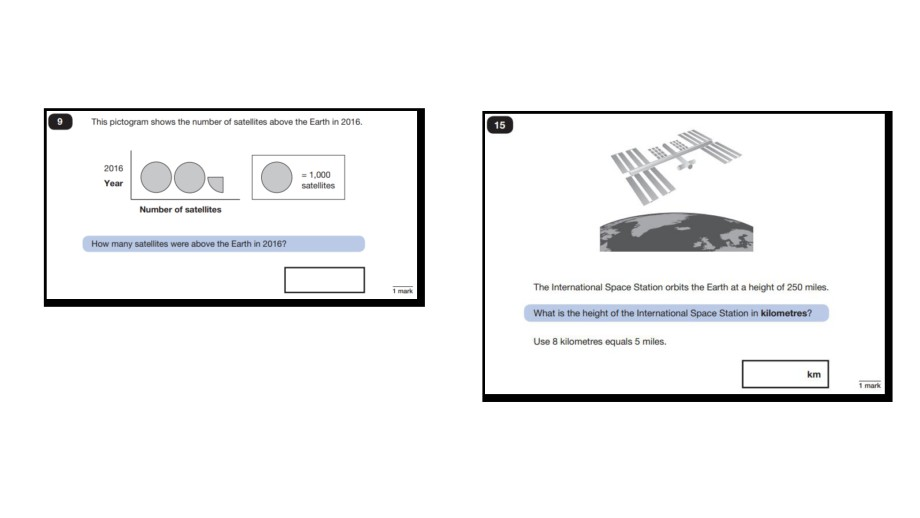 9
This pictogram shows the number of satellites above the Earth in 2016.
2016
Year
= 1,000
satellites
Number of satellites
How many satellites were above the Earth in 2016?
1 mark
15
The International Space Station orbits the Earth at a height of 250 miles.
What is the height of the International Space Station in kilometres?
Use 8 kilometres equals 5 miles.
km
1 mark